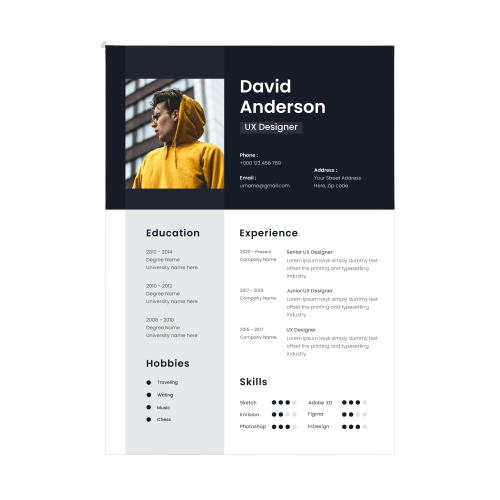 David
Anderson
UX Designer
Phone :
+000 123 456 789
Email :
urname@gmail.com
Address :
Your Street Address
Here, Zip code
Education
2012 - 2014
Degree Name
University name here
2010 - 2012
Degree Name
University name here
2008 - 2010
Degree Name
University name here
Hobbies
Traveling
Writing
Music
Chess
Experience
2020 - Present
Company Name
Senior UX Designer
Lorem Ipsum is simply dummy text
offset the printing and typesetting
industry.
2017 - 2019
Company Name
Junior UX Designer
Lorem Ipsum is simply dummy text
offset the printing and typesetting
industry.
2015 - 2017
Company Name
UX Designer
Lorem Ipsum is simply dummy text
offset the printing and typesetting
industry.
Skills
Sketch
Invision
Photoshop
Adobe XD
Figma
InDesign